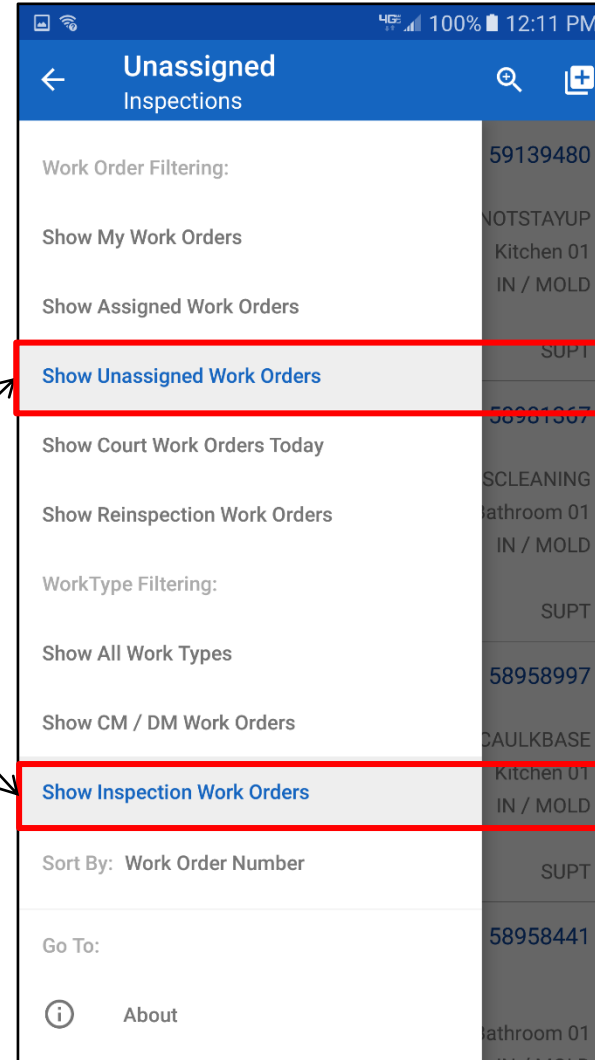 4G LTE 100% 12:11 PM
Unassigned
Inspections
Work Order Filtering:
Show My Work Orders
Show Assigned Work Orders
Show Unassigned Work Orders
Show Court Work Orders Today
Show Reinspection Work Orders
WorkType Filtering:
Show All Work Types
Show CM / DM Work Orders
Show Inspection Work Orders
Sort By: Work Order Number
Go To:
About
59139480
NOTSTAYUP
Kitchen 01
IN / MOLD
SUPT
58981367
SCLEANING
Bathroom 01
IN / MOLD
SUPT
58958997
CAULKBASE
Kitchen 01
IN / MOLD
SUPT
58958441
Bathroom 01